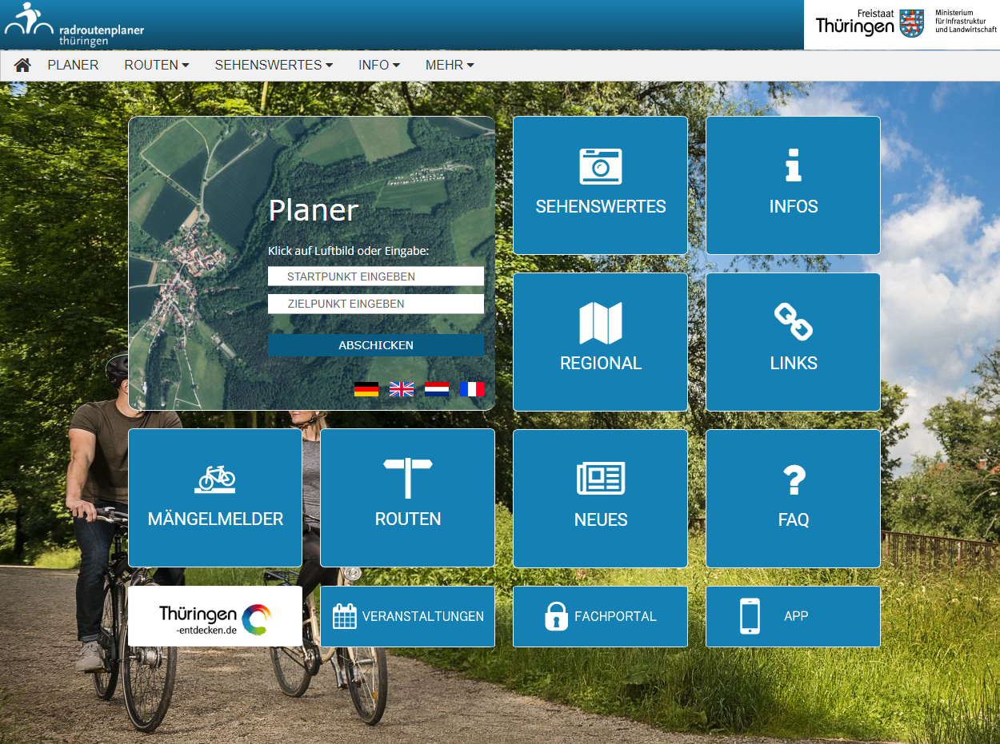 radroutenplaner
thüringen
Freistaat
Thüringen
Ministerium
für Infrastruktur
und Landwirtschaft
PLANER
ROUTEN
SEHENSWERTES
INFO
MEHR
Planer
Klick auf Luftbild oder Eingabe:
STARTPUNKT EINGEBEN
ZIELPUNKT EINGEBEN
ABSCHICKEN
SEHENSWERTES
INFOS
REGIONAL
LINKS
MÄNGELMELDER
ROUTEN
NEUES
FAQ
Thüringen
-entdecken.de
VERANSTALTUNGEN
FACHPORTAL
APP